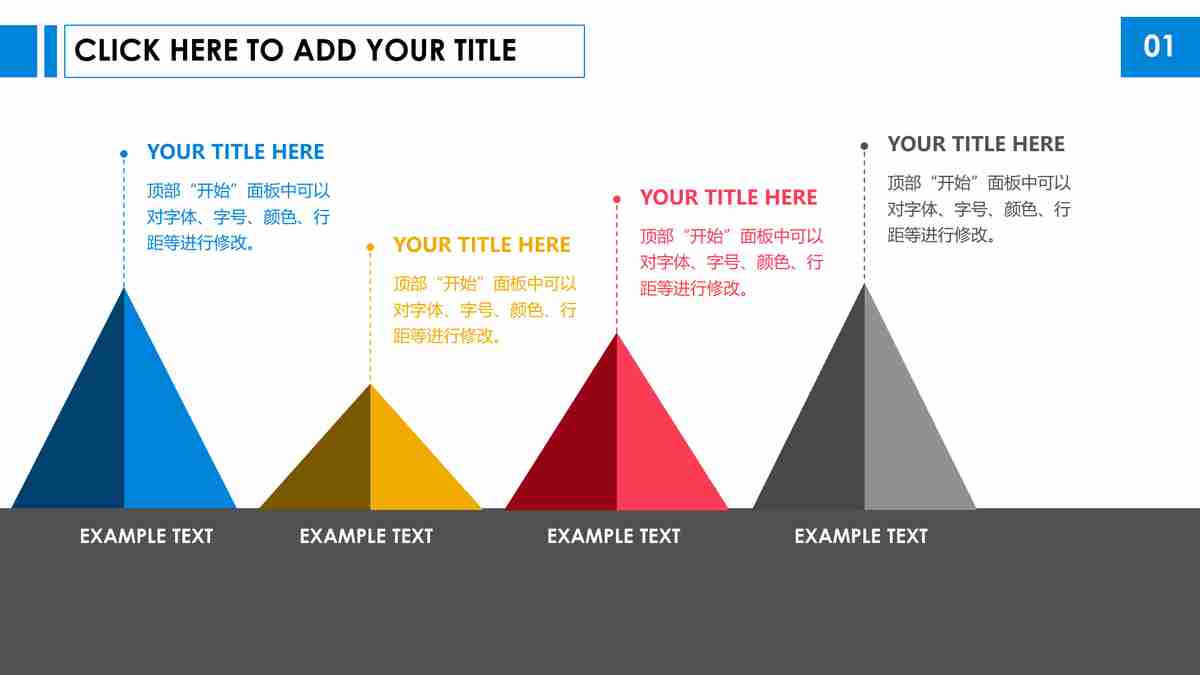 CLICK HERE TO ADD YOUR TITLE
01
YOUR TITLE HERE
顶部“开始”面板中可以
对字体、字号、颜色、行
距等进行修改。
YOUR TITLE HERE
顶部“开始”面板中可以
对字体、字号、颜色、行
距等进行修改。
YOUR TITLE HERE
顶部“开始”面板中可以
对字体、字号、颜色、行
距等进行修改。
YOUR TITLE HERE
顶部“开始”面板中可以
对字体、字号、颜色、行
距等进行修改。
EXAMPLE TEXT
EXAMPLE TEXT
EXAMPLE TEXT
EXAMPLE TEXT